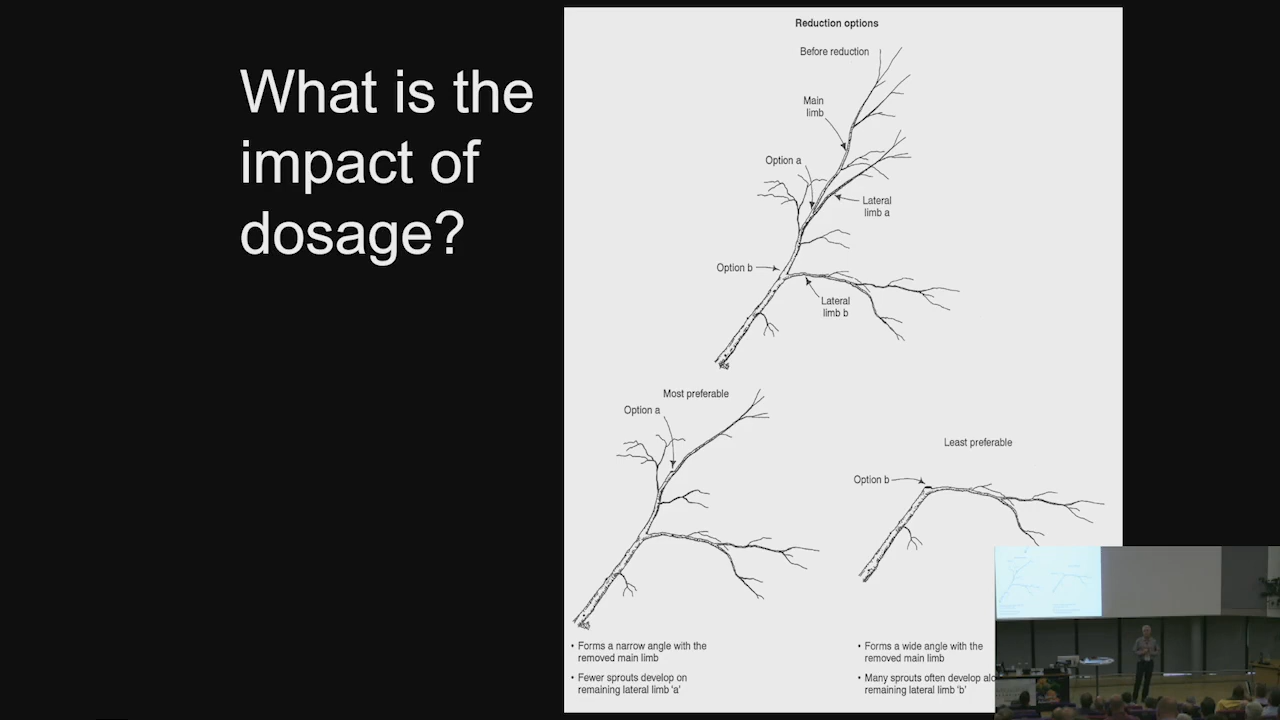 What is the
impact of
dosage?
Reduction options
Before reduction
Main
limb
Option a
Lateral
limb a
Option b
Lateral
limb b
Most preferable
Option a
Least preferable
Option b
• Forms a narrow angle with the
removed main limb
• Fewer sprouts develop on
remaining lateral limb 'a'
• Forms a wide angle with the
removed main limb
• Many sprouts often develop
remaining lateral limb 'b'